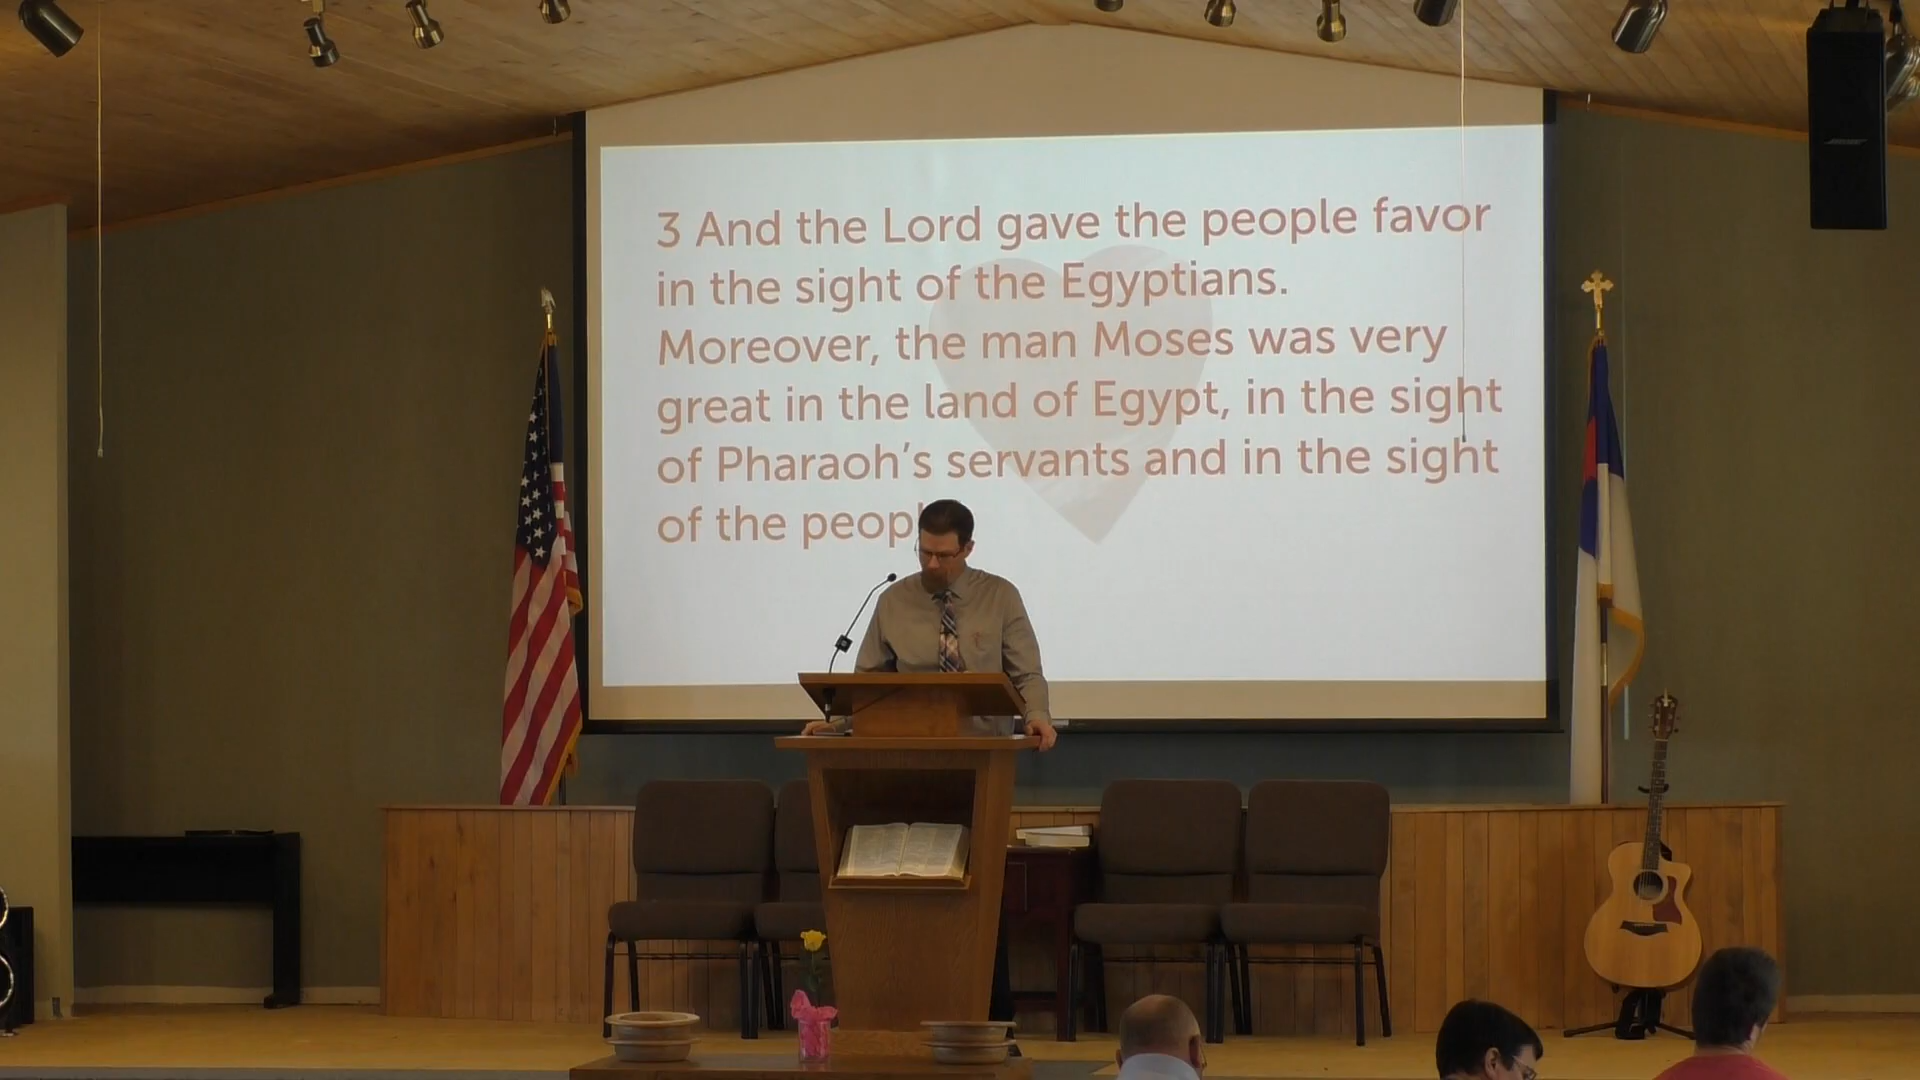 3 And the Lord gave the people favor
in the sight of the Egyptians.
Moreover, the man Moses was very
great in the land of Egypt, in the sight
of Pharaoh's servants and in the sight
of the peop
BOSE